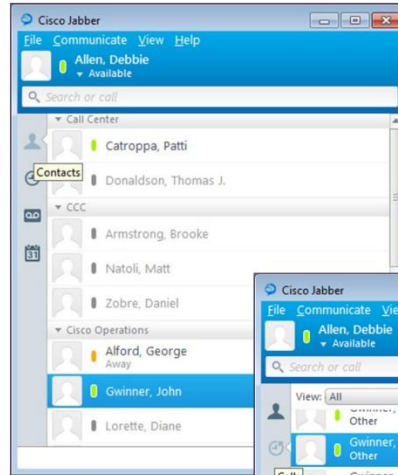 Cisco Jabber
File Communicate View Help
Allen, Debbie
Available
Search or call
Call Center
Catroppa, Patti
Contacts
Donaldson, Thomas J.
CCC
31
Armstrong, Brooke
Natoli, Matt
Zobre, Daniel
Cisco Operations
Alford, George
Away
Gwinner, John
Lorette, Diane
Cisco Jabber
File Communicate Vie
Allen, Debbie
Available
Search or call
View: All
Other
Gwinner,
Other